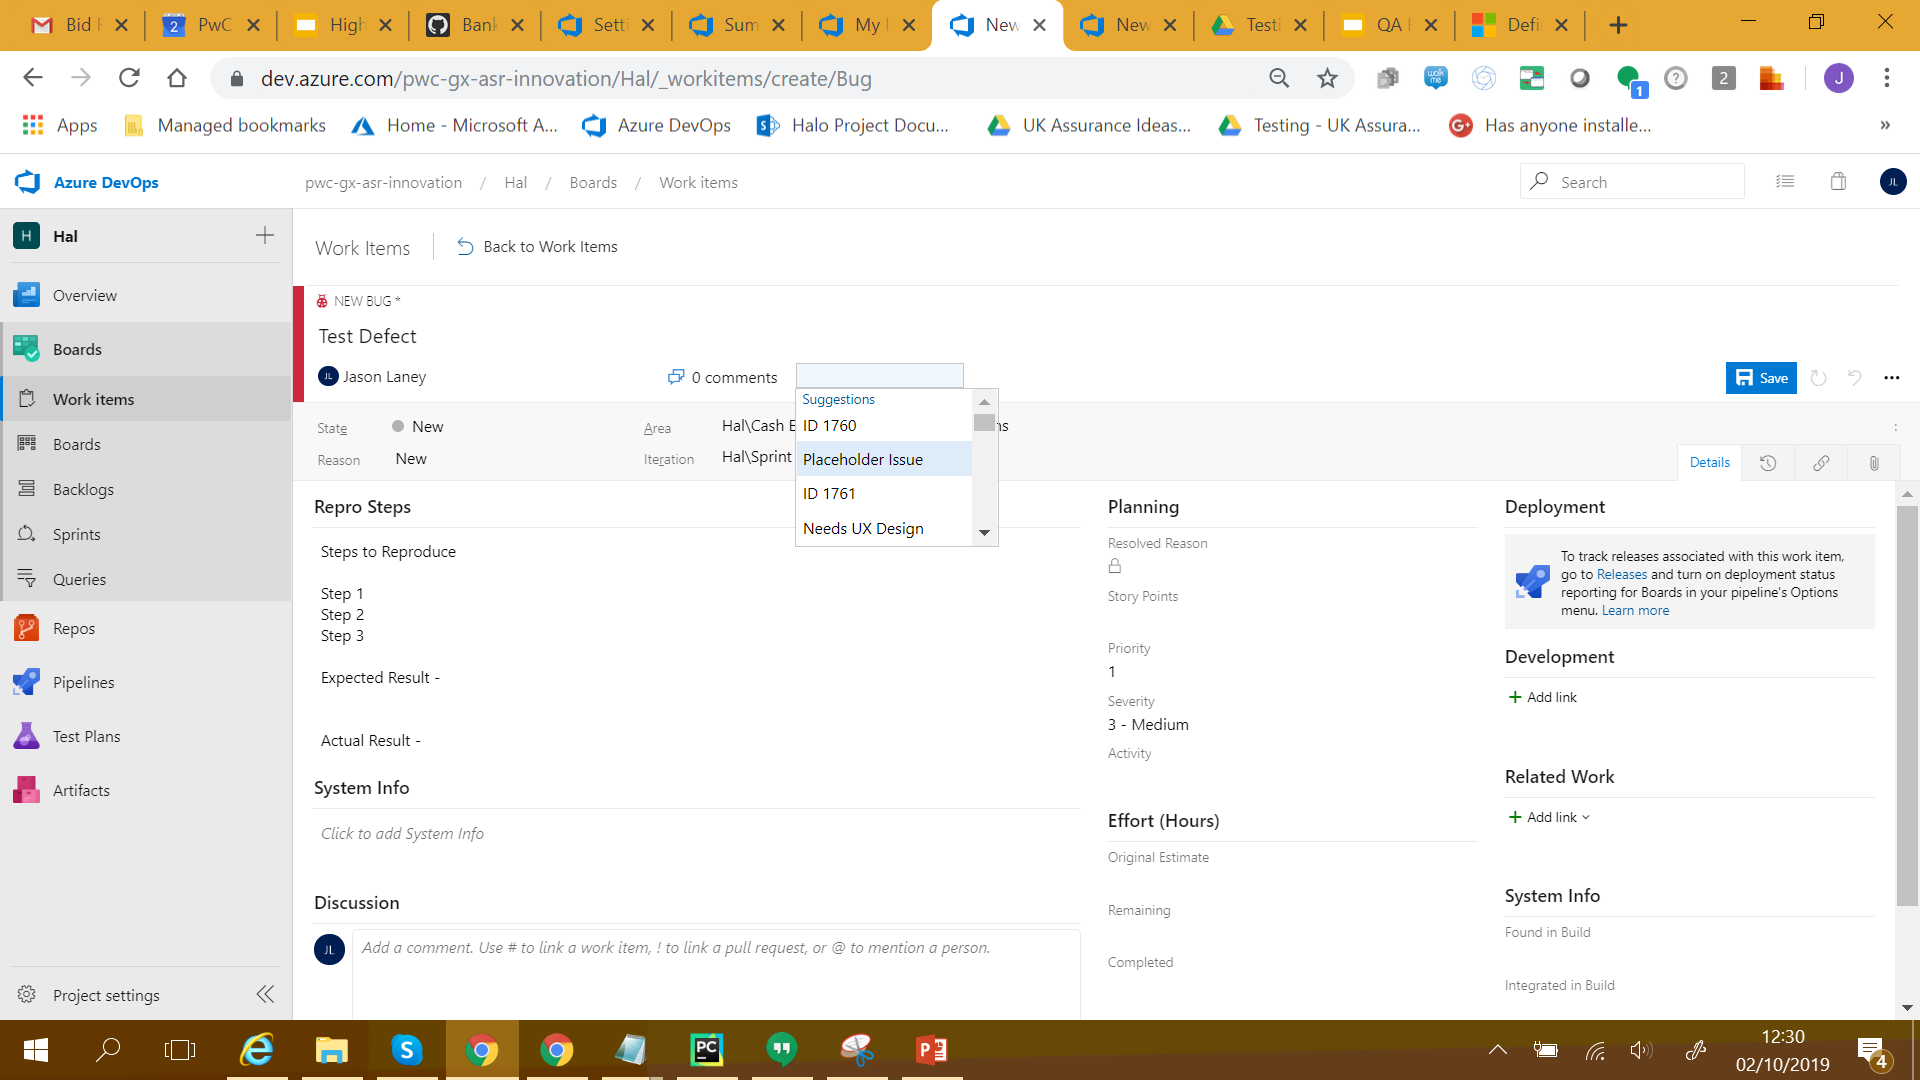 Bid
PwC
High
Bank
Setti
Sum
My
New
New
Testi
QA
Defi
dev.azure.com/pwc-gx-asr-innovation/Hal/_workitems/create/Bug
walk me
1
2
J
Apps
Managed bookmarks
Home - Microsoft A...
Azure DevOps
Halo Project Docu...
UK Assurance Ideas...
Testing - UK Assura...
Has anyone installe...
»
Azure DevOps
pwc-gx-asr-innovation / Hal / Boards / Work items
Search
JL
H Hal
Overview
Boards
Work items
Boards
Backlogs
Sprints
Queries
Repos
Pipelines
Test Plans
Artifacts
Project settings
Work Items
Back to Work Items
NEW BUG *
Test Defect
JL Jason Laney
0 comments
Save
Suggestions
ID 1760
Placeholder Issue
ID 1761
Needs UX Design
State New
Area Hal\Cash E
ns
Reason New
Iteration Hal\Sprint
Details
Repro Steps
Steps to Reproduce
Step 1
Step 2
Step 3
Expected Result -
Actual Result -
System Info
Click to add System Info
Discussion
JL
Add a comment. Use # to link a work item, ! to link a pull request, or @ to mention a person.
Planning
Resolved Reason
Story Points
Priority
1
Severity
3 - Medium
Activity
Effort (Hours)
Original Estimate
Remaining
Completed
Deployment
To track releases associated with this work item,
go to Releases and turn on deployment status
reporting for Boards in your pipeline's Options
menu. Learn more
Development
+ Add link
Related Work
+ Add link
System Info
Found in Build
Integrated in Build
PC
12:30
02/10/2019
4